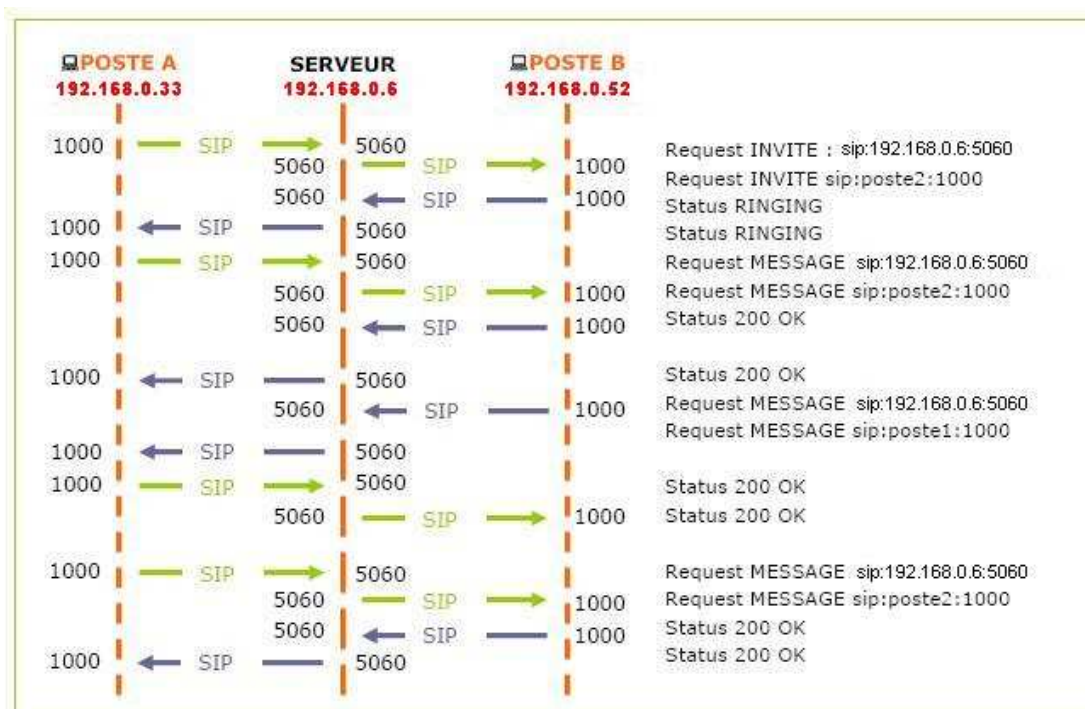 POSTE A SERVEUR POSTE B
192.168.0.33 192.168.0.6 192.168.0.52
1000 SIP 5060 Request INVITE : sip:192.168.0.6:5060
5060 SIP 1000 Request INVITE sip:poste2:1000
5060 SIP 1000 Status RINGING
1000 SIP 5060 Status RINGING
1000 SIP 5060 Request MESSAGE sip:192.168.0.6:5060
5060 SIP 1000 Request MESSAGE sip:poste2:1000
5060 SIP 1000 Status 200 OK
1000 SIP 5060 Status 200 OK
5060 SIP 1000 Request MESSAGE sip:192.168.0.6:5060
1000 SIP 5060 Request MESSAGE sip:poste1:1000
1000 SIP 5060 Status 200 OK
5060 SIP 1000 Status 200 OK
1000 SIP 5060 Request MESSAGE sip:192.168.0.6:5060
5060 SIP 1000 Request MESSAGE sip:poste2:1000
5060 SIP 1000 Status 200 OK
1000 SIP 5060 Status 200 OK